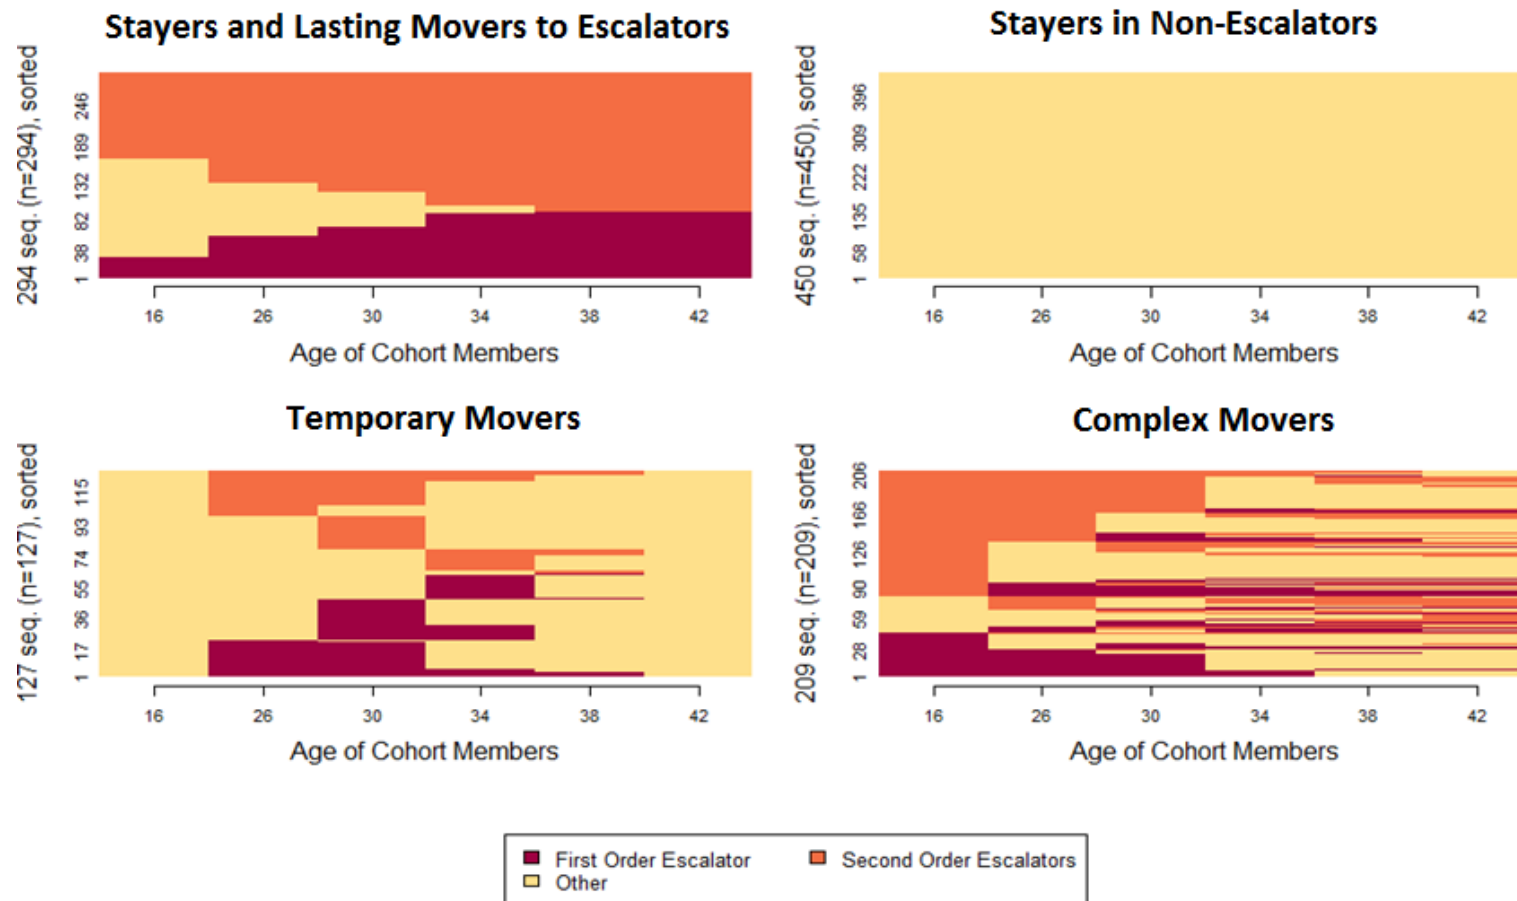 Stayers and Lasting Movers to Escalators
294 seq. (n=294), sorted
1 38 82 132 189 246
16 26 30 34 38 42
Age of Cohort Members
Stayers in Non-Escalators
450 seq. (n=450), sorted
1 58 135 222 309 396
16 26 30 34 38 42
Age of Cohort Members
Temporary Movers
127 seq. (n=127), sorted
1 17 36 55 74 93 115
16 26 30 34 38 42
Age of Cohort Members
Complex Movers
209 seq. (n=209), sorted
1 28 59 90 126 166 206
16 26 30 34 38 42
Age of Cohort Members
First Order Escalator
Second Order Escalators
Other